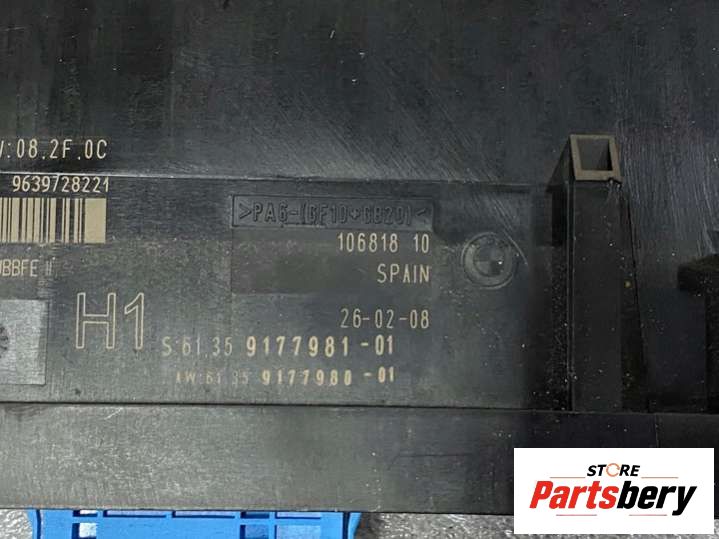 :08.2F.0C
9639728221
>PA6-(GF10+GB20)<
106818 10
SPAIN
H1
26-02-08
S:61.35 9177981-01
AW:61.35 9177980-01
STORE
Partsbery